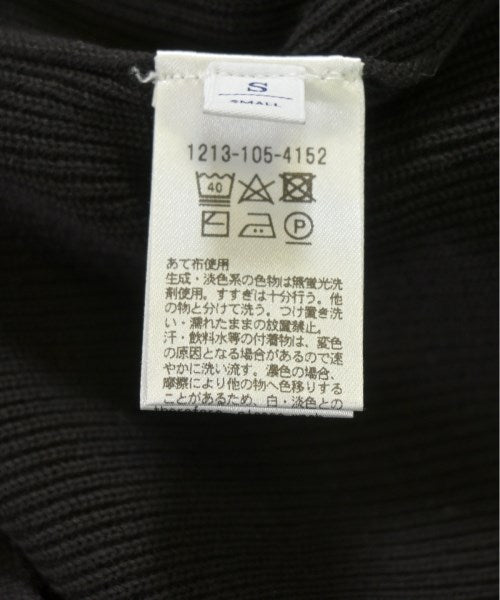 S
SMALL
1213-105-4152
40
P
あて布使用
生成・淡色系の色物は無蛍光洗
剤使用。すすぎは十分行う。他
の物と分けて洗う。つけ置き洗
い・濡れたままの放置禁止。
汗・飲料水等の付着物は、変色
の原因となる場合があるので速
やかに洗い流す。濃色の場合、
摩擦により他の物へ色移りする
ことがあるため、白・淡色との